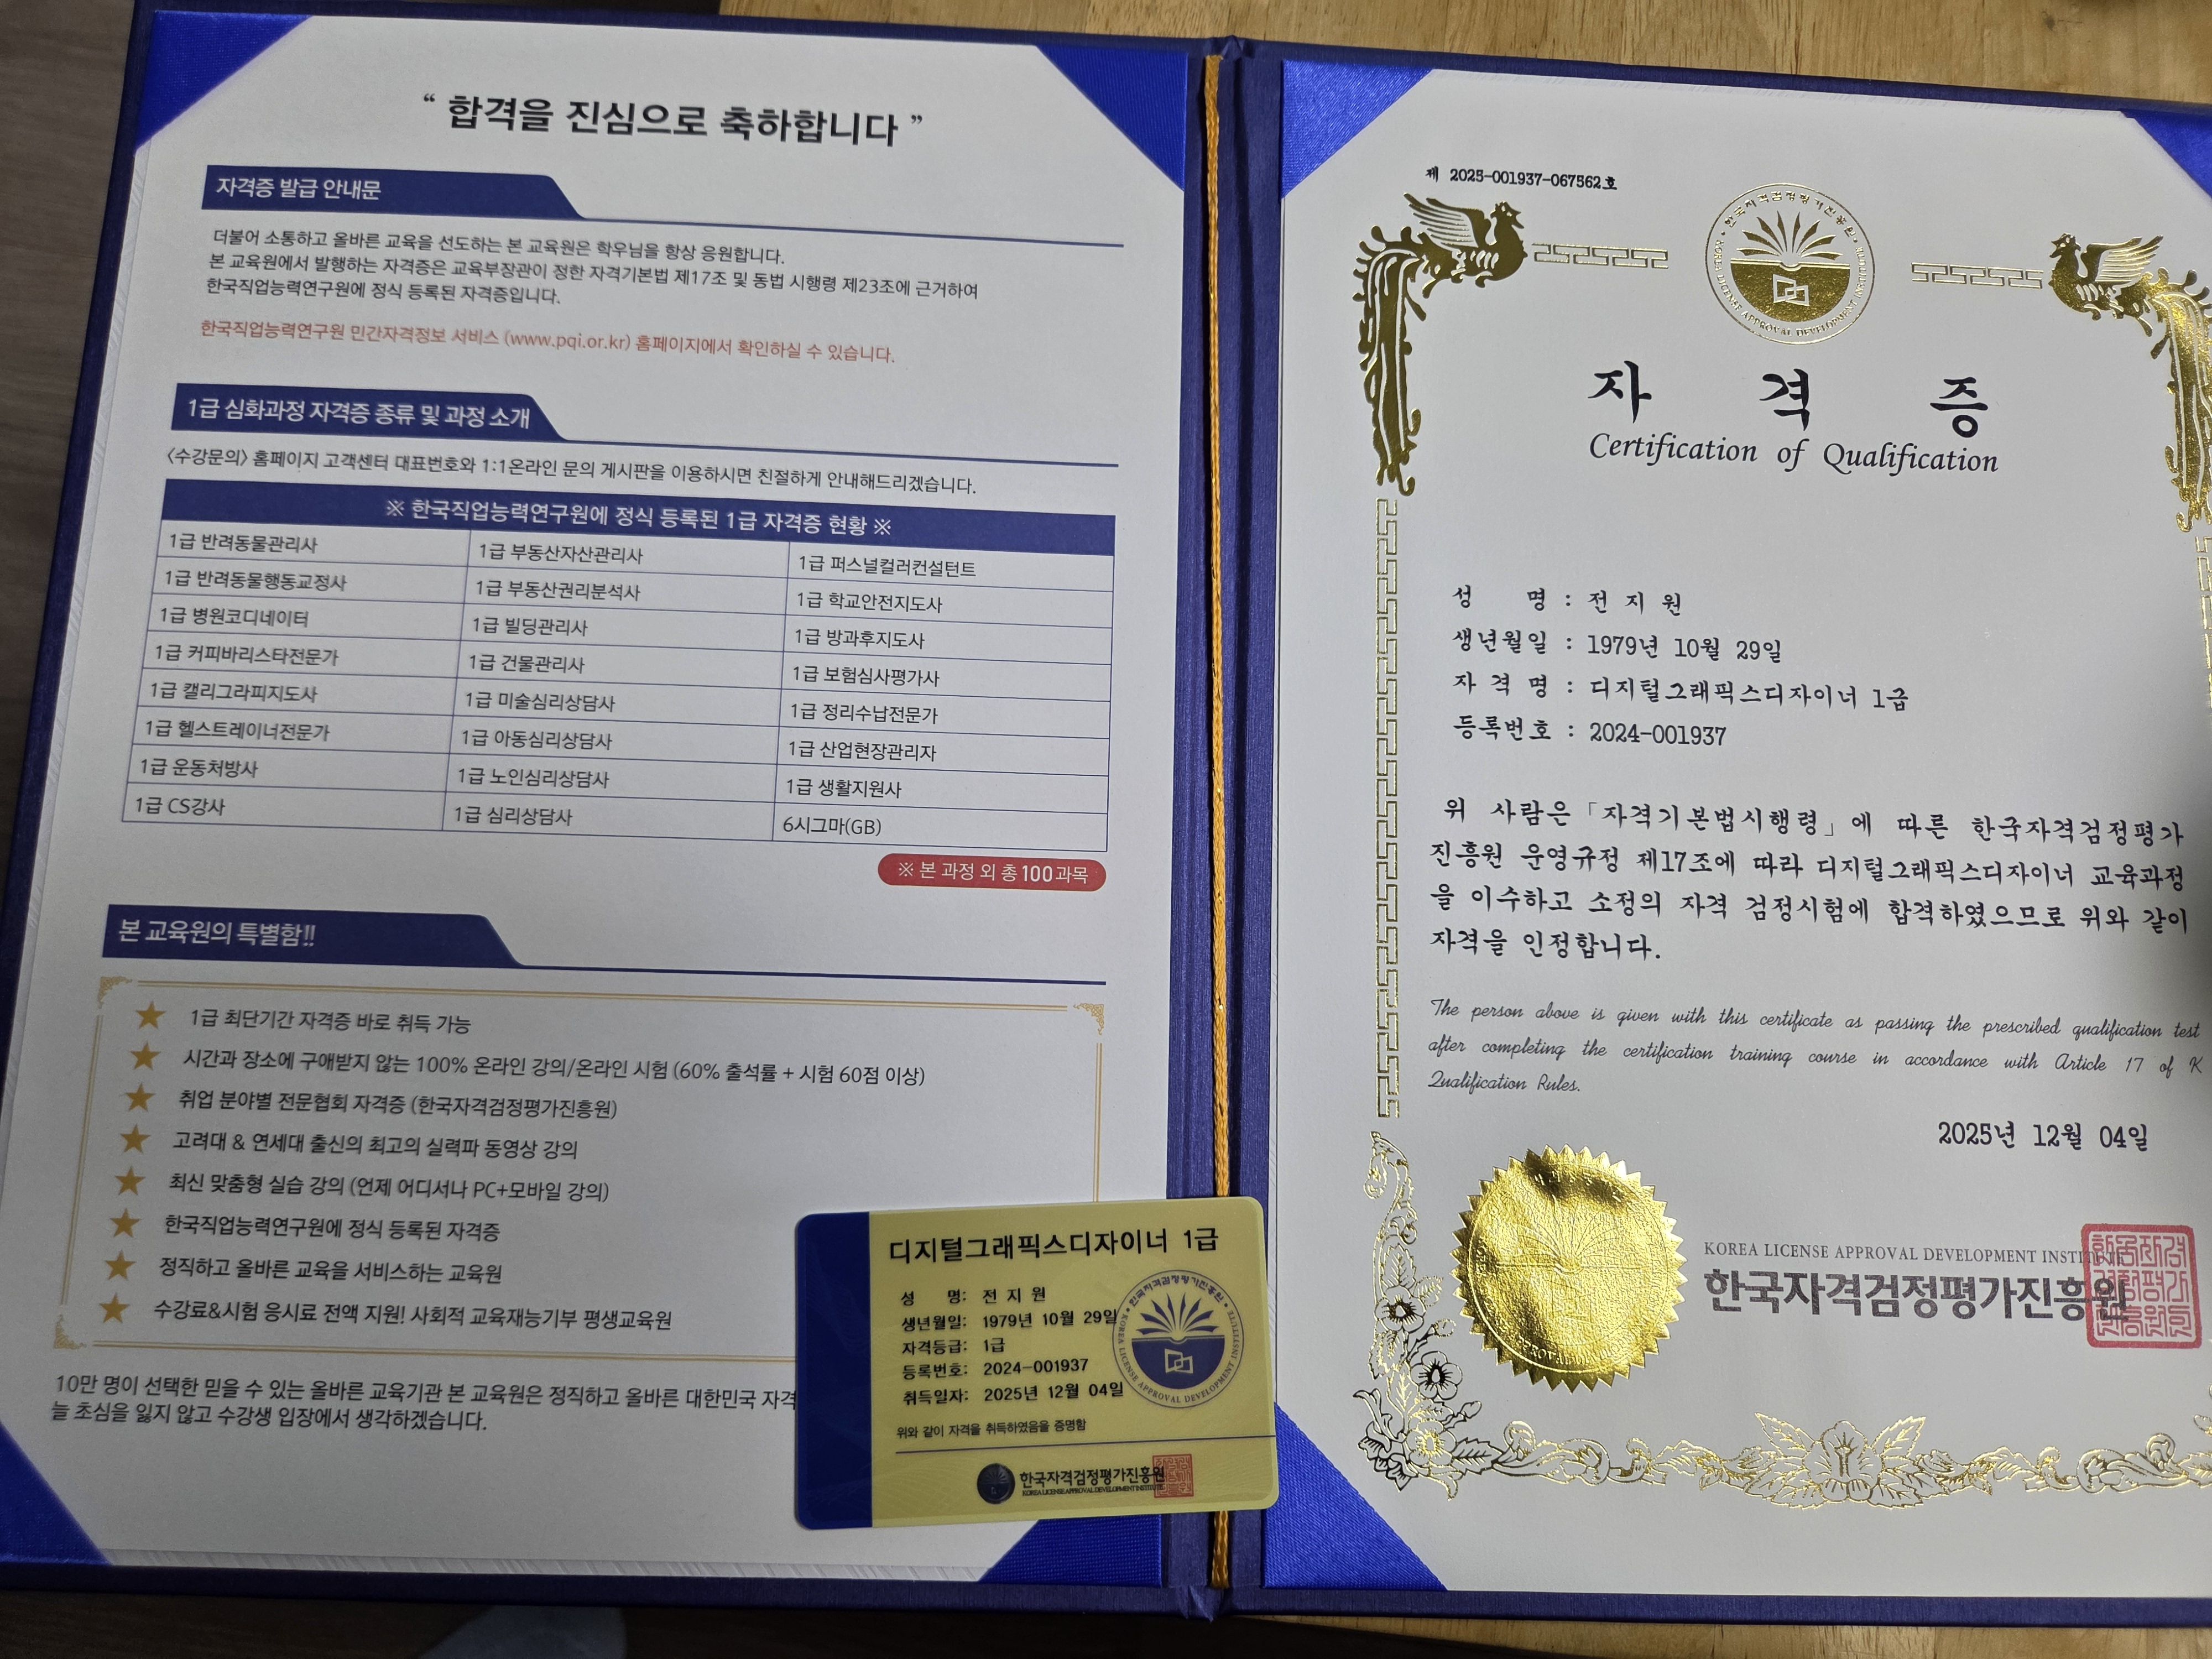 “ 합격을 진심으로 축하합니다 ”
자격증 발급 안내문
더불어 소통하고 올바른 교육을 선도하는 본 교육원은 학우님을 항상 응원합니다.
본 교육원에서 발행하는 자격증은 교육부장관이 정한 자격기본법 제17조 및 동법 시행령 제23조에 근거하여
한국직업능력연구원에 정식 등록된 자격증입니다.
한국직업능력연구원 민간자격정보 서비스 (www.pqi.or.kr) 홈페이지에서 확인하실 수 있습니다.
1급 심화과정 자격증 종류 및 과정 소개
<수강문의> 홈페이지 고객센터 대표번호와 1:1온라인 문의 게시판을 이용하시면 친절하게 안내해드리겠습니다.
※ 한국직업능력연구원에 정식 등록된 1급 자격증 현황 ※
1급 반려동물관리사 1급 부동산자산관리사 1급 퍼스널컬러컨설턴트
1급 반려동물행동교정사 1급 부동산권리분석사 1급 학교안전지도사
1급 병원코디네이터 1급 빌딩관리사 1급 방과후지도사
1급 커피바리스타전문가 1급 건물관리사 1급 보험심사평가사
1급 캘리그라피지도사 1급 미술심리상담사 1급 정리수납전문가
1급 헬스트레이너전문가 1급 아동심리상담사 1급 산업현장관리자
1급 운동처방사 1급 노인심리상담사 1급 생활지원사
1급 CS강사 1급 심리상담사 6시그마(GB)
※ 본 과정 외 총 100과목
본 교육원의 특별함!!
★ 1급 최단기간 자격증 바로 취득 가능
★ 시간과 장소에 구애받지 않는 100% 온라인 강의/온라인 시험 (60% 출석률 + 시험 60점 이상)
★ 취업 분야별 전문협회 자격증 (한국자격검정평가진흥원)
★ 고려대 & 연세대 출신의 최고의 실력파 동영상 강의
★ 최신 맞춤형 실습 강의 (언제 어디서나 PC+모바일 강의)
★ 한국직업능력연구원에 정식 등록된 자격증
★ 정직하고 올바른 교육을 서비스하는 교육원
★ 수강료&시험 응시료 전액 지원! 사회적 교육재능기부 평생교육원
10만 명이 선택한 믿을 수 있는 올바른 교육기관 본 교육원은 정직하고 올바른 대한민국 자격
늘 초심을 잃지 않고 수강생 입장에서 생각하겠습니다.
디지털그래픽스디자이너 1급
성 명: 전 지 원
생년월일: 1979년 10월 29일
자격등급: 1급
등록번호: 2024-001937
취득일자: 2025년 12월 04일
위와 같이 자격을 취득하였음을 증명함
한국자격검정평가진흥원
KOREA LICENSE APPROVAL DEVELOPMENT INSTITUTE
한국자격검정평가진흥원
KOREA LICENSE APPROVAL DEVELOPMENT INSTITUTE
제 2025-001937-067562호
한국자격검정평가진흥원
KOREA LICENSE APPROVAL DEVELOPMENT INSTITUTE
자 격 증
Certification of Qualification
성 명 : 전 지 원
생년월일 : 1979년 10월 29일
자 격 명 : 디지털그래픽스디자이너 1급
등록번호 : 2024-001937
위 사람은 「자격기본법시행령」에 따른 한국자격검정평가
진흥원 운영규정 제17조에 따라 디지털그래픽스디자이너 교육과정
을 이수하고 소정의 자격 검정시험에 합격하였으므로 위와 같이
자격을 인정합니다.
The person above is given with this certificate as passing the prescribed qualification test
after completing the certification training course in accordance with Article 17 of K
Qualification Rules.
2025년 12월 04일
KOREA LICENSE APPROVAL DEVELOPMENT INSTITUTE
한국자격검정평가진흥원